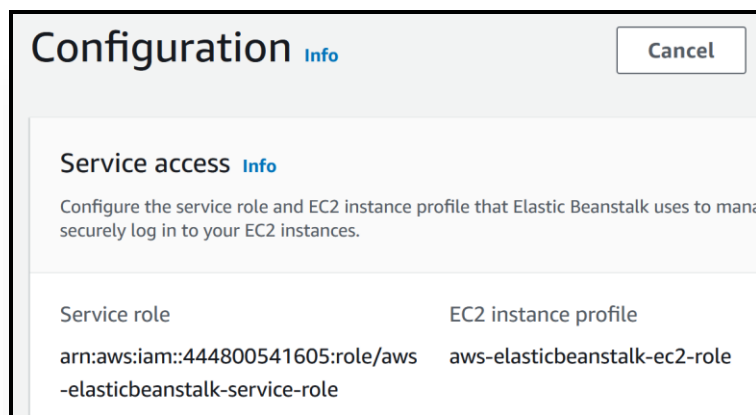 Configuration Info
Cancel
Service access Info
Configure the service role and EC2 instance profile that Elastic Beanstalk uses to
securely log in to your EC2 instances.
Service role
EC2 instance profile
arn:aws:iam::444800541605:role/aws
-elasticbeanstalk-service-role
aws-elasticbeanstalk-ec2-role